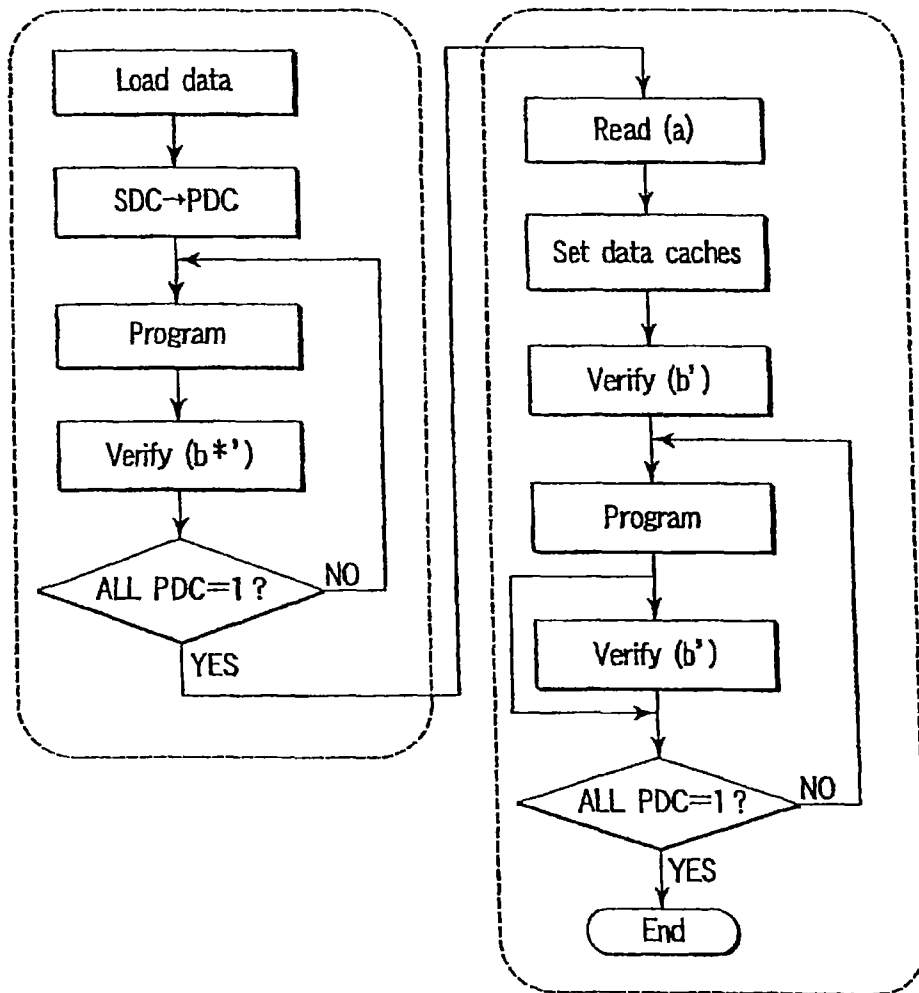 Load data
SDC→PDC
Program
Verify (b*')
ALL PDC=1 ?
NO
YES
Read (a)
Set data caches
Verify (b')
Program
Verify (b')
ALL PDC=1 ?
NO
YES
End